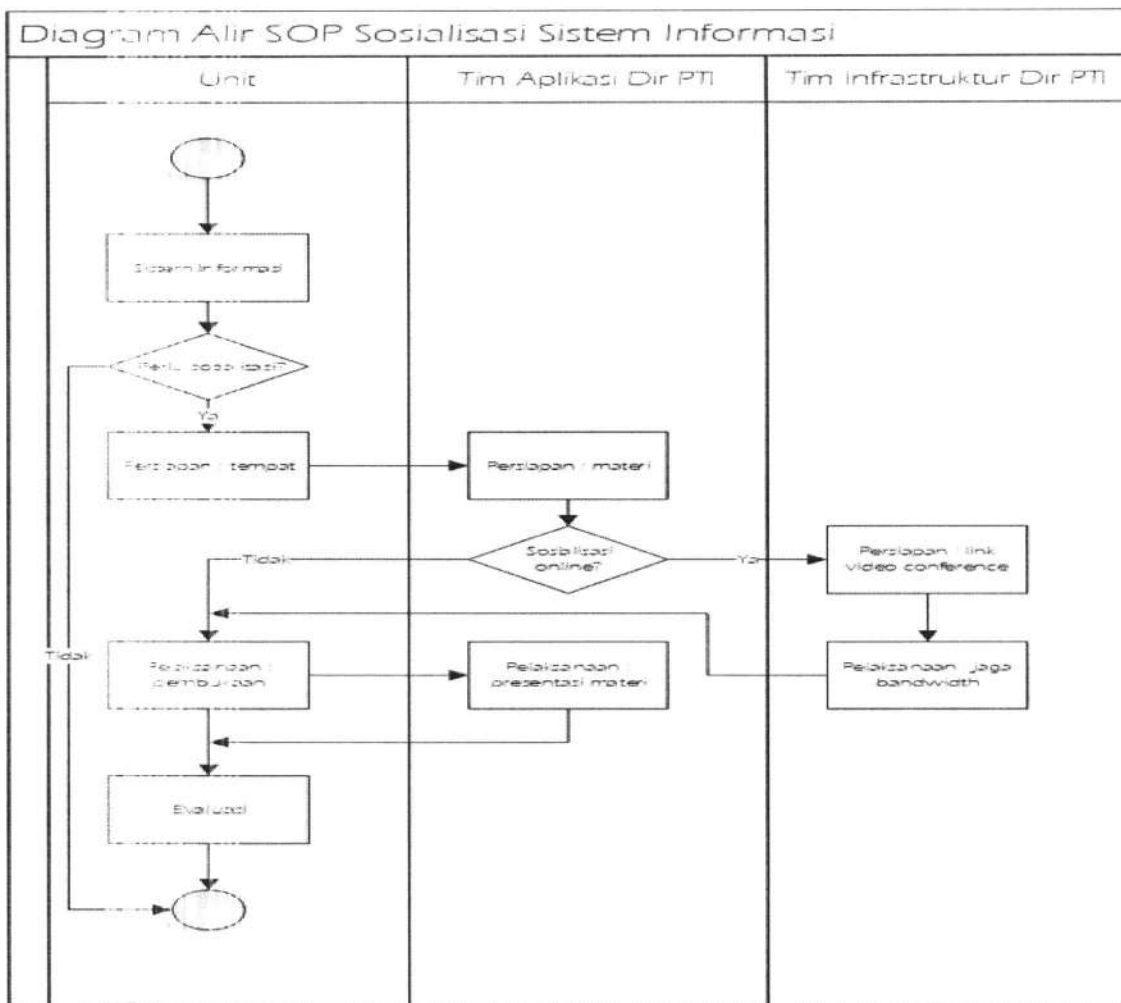 Diagram Alir SOP Sosialisasi Sistem Informasi
Unit
Tim Aplikasi Dir PTI
Tim Infrastruktur Dir PTI
Sistem Informasi
Perlu sosialisasi?
Ya
Persiapan : tempat
Persiapan : materi
Sosialisasi
online?
Tidak
Ya
Persiapan : link
video conference
Tidak
Pelaksanaan :
pembukaan
Pelaksanaan :
presentasi materi
Pelaksanaan : jaga
bandwidth
Evaluasi